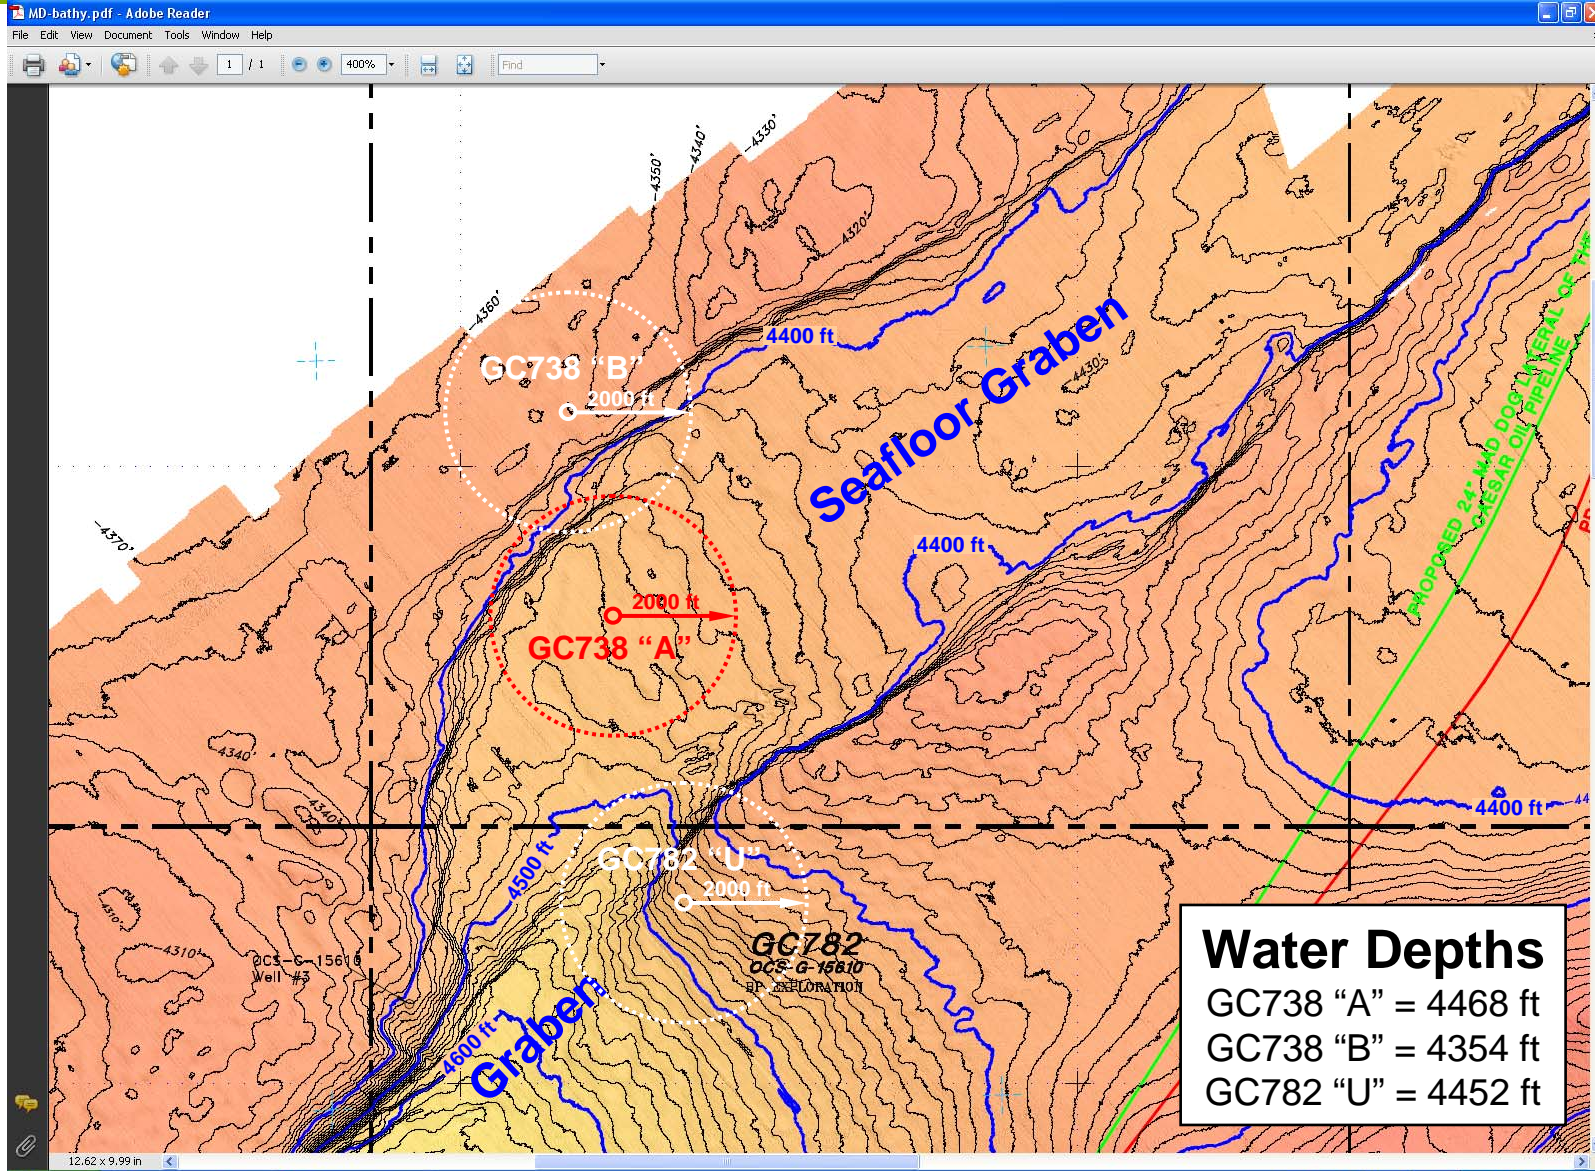 MD-bathy.pdf - Adobe Reader
File Edit View Document Tools Window Help
1 / 1 400% Find
-4330'
-4340'
-4350'
-4320'
-4360'
4400 ft
GC738 "B"
2000 ft
-4430'
Seafloor Graben
PROPOSED 24" MAD DOG LATERAL OF THE
CAESAR OIL PIPELINE
-4370'
4400 ft
2000 ft
GC738 "A"
-4340'
-4340'
4400 ft
-44
4500 ft
GC782 "U"
2000 ft
-4310'
-4310'
OCS-G-15610
Well #3
GC782
OCS-G-15610
BP EXPLORATION
4600 ft
Graben
Water Depths
GC738 "A" = 4468 ft
GC738 "B" = 4354 ft
GC782 "U" = 4452 ft
12.62 x 9.99 in